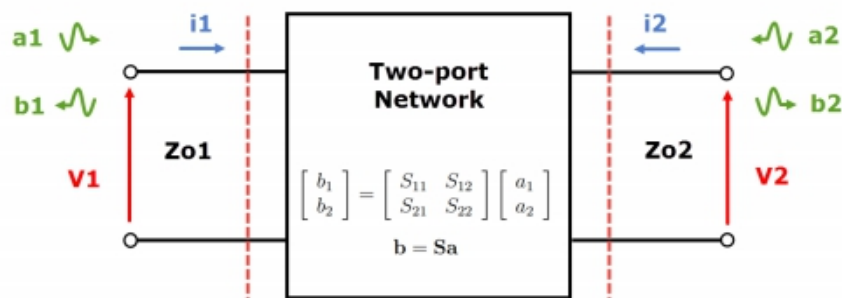 a1 i1 i2 a2
Two-port
Network
b1 b2
Zo1 Zo2
V1 V2
[ b₁ ] = [ S₁₁ S₁₂ ] [ a₁ ]
[ b₂ ] [ S₂₁ S₂₂ ] [ a₂ ]
b = Sa